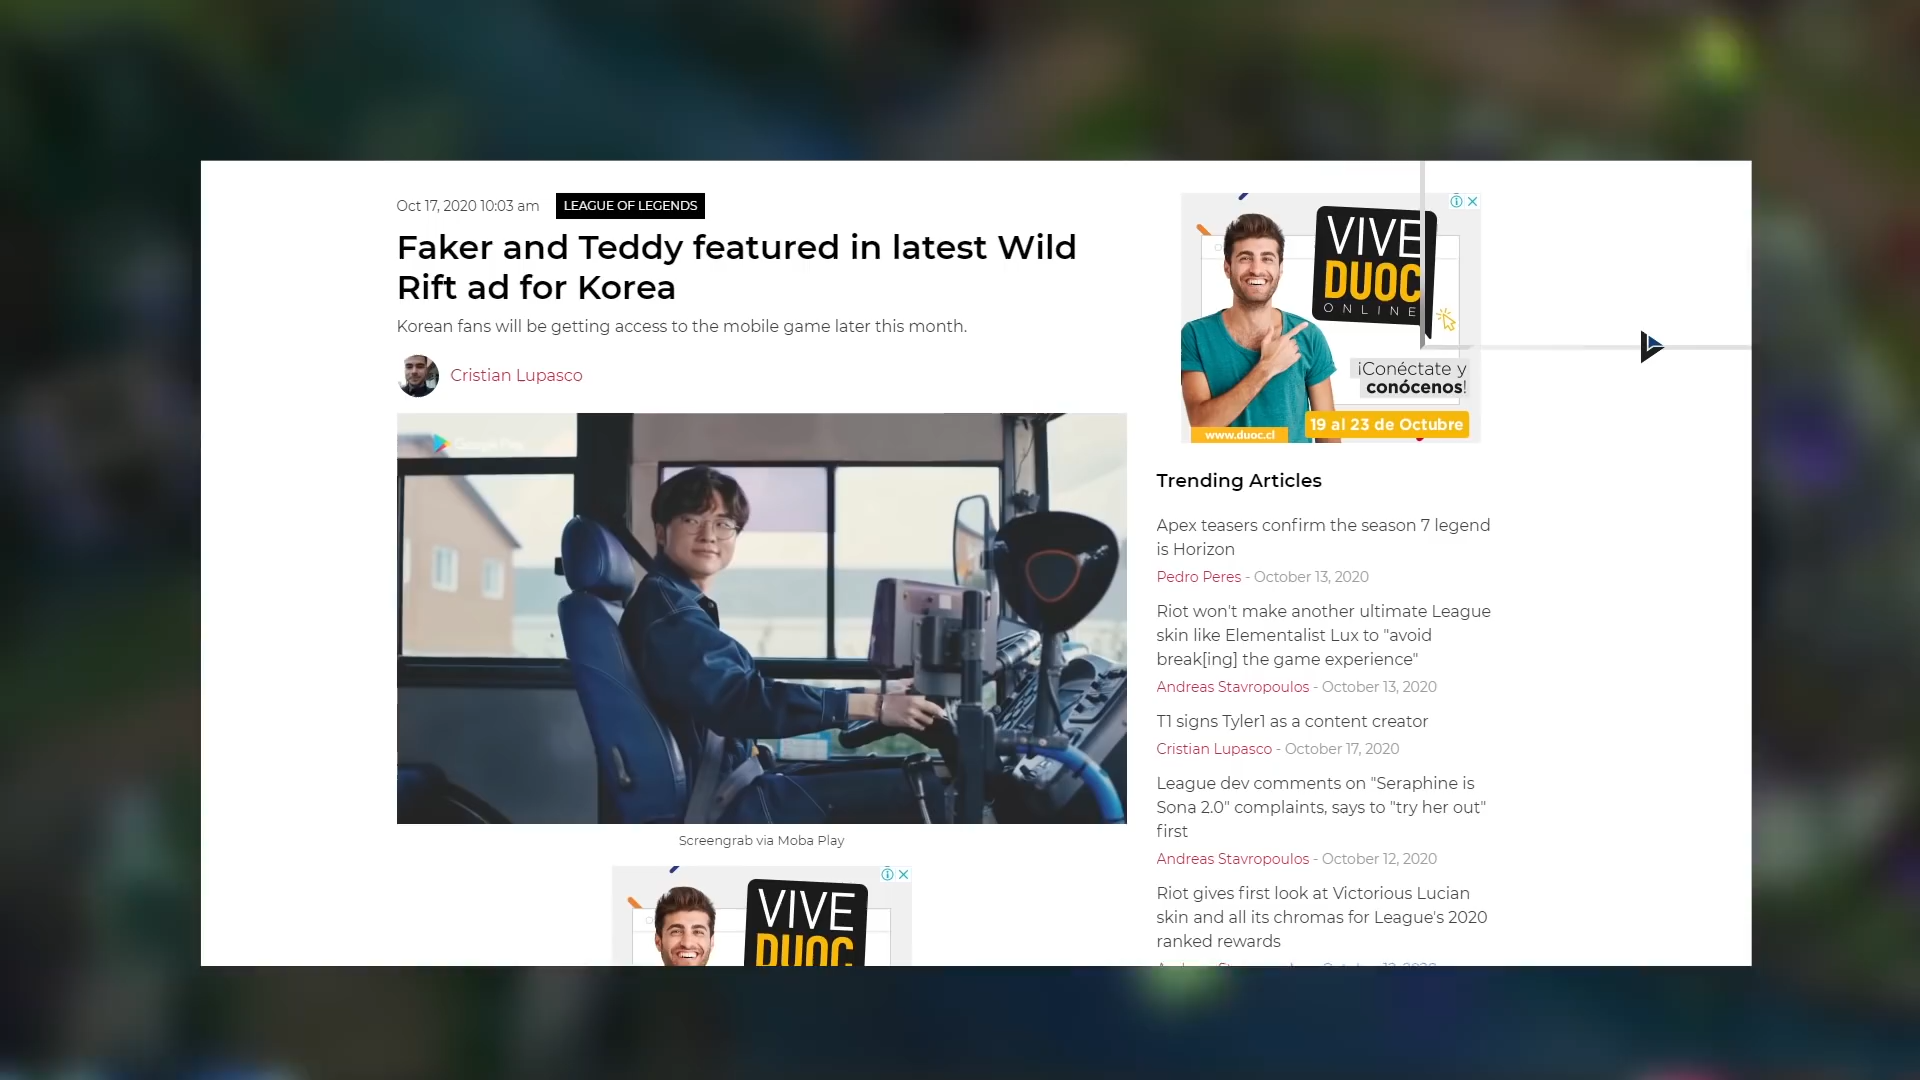 Oct 17, 2020 10:03 am
LEAGUE OF LEGENDS
Faker and Teddy featured in latest Wild
Rift ad for Korea
Korean fans will be getting access to the mobile game later this month.
Cristian Lupasco
Google Play
Screengrab via Moba Play
VIVE
DUOC
VIVE
DUOC
ONLINE
¡Conéctate y
conócenos!
19 al 23 de Octubre
www.duoc.cl
Trending Articles
Apex teasers confirm the season 7 legend
is Horizon
Pedro Peres - October 13, 2020
Riot won't make another ultimate League
skin like Elementalist Lux to "avoid
break[ing] the game experience"
Andreas Stavropoulos - October 13, 2020
T1 signs Tyler1 as a content creator
Cristian Lupasco - October 17, 2020
League dev comments on "Seraphine is
Sona 2.0" complaints, says to "try her out"
first
Andreas Stavropoulos - October 12, 2020
Riot gives first look at Victorious Lucian
skin and all its chromas for League's 2020
ranked rewards